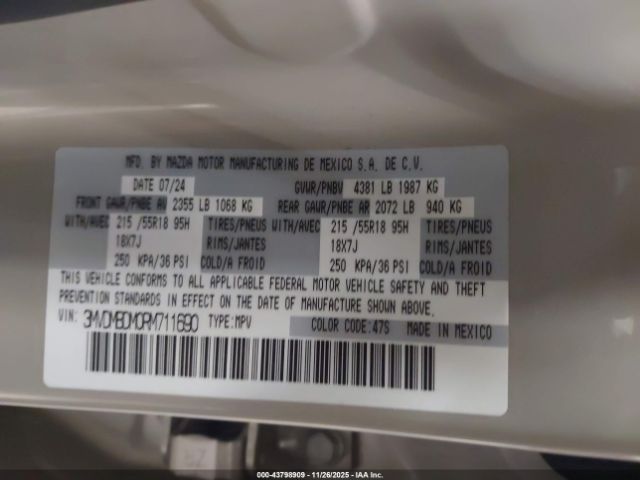 MFD. BY MAZDA MOTOR MANUFACTURING DE MEXICO S.A. DE C.V.
DATE 07/24 GVWR/PNBV 4381 LB 1987 KG
FRONT GAWR/PNBE AV 2355 LB 1068 KG REAR GAWR/PNBE AR 2072 LB 940 KG
WITH/AVEC 215 /55R18 95H TIRES/PNEUS WITH/AVEC 215 /55R18 95H TIRES/PNEUS
18X7J RIMS/JANTES 18X7J RIMS/JANTES
250 KPA/36 PSI COLD/A FROID 250 KPA/36 PSI COLD/A FROID
THIS VEHICLE CONFORMS TO ALL APPLICABLE FEDERAL MOTOR VEHICLE SAFETY AND THEFT
PREVENTION STANDARDS IN EFFECT ON THE DATE OF MANUFACTURE SHOWN ABOVE.
VIN: 3MVDMBDM0RM711690 TYPE:MPV COLOR CODE:47S MADE IN MEXICO
000-43798909 | 11/26/2025 | IAA Inc.